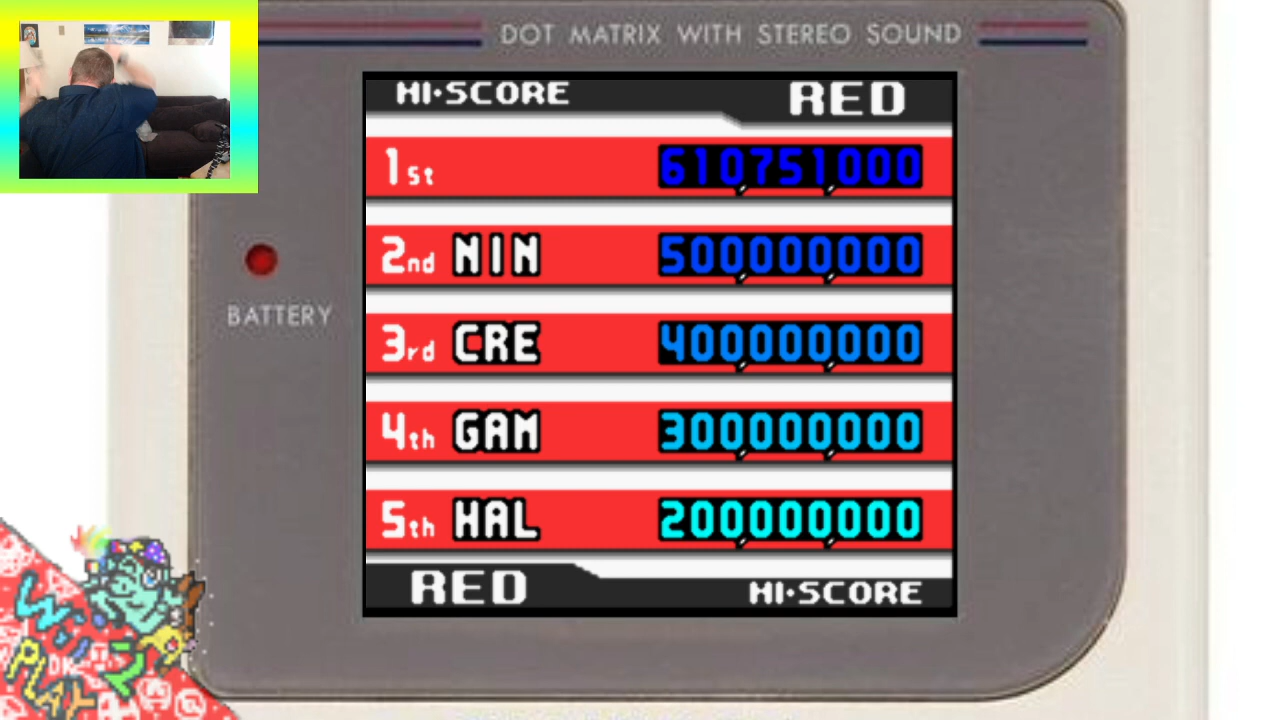 DOT MATRIX WITH STEREO SOUND
HI·SCORE RED
1st 610,751,000
2nd NIN 500,000,000
3rd CRE 400,000,000
4th GAM 300,000,000
5th HAL 200,000,000
RED HI·SCORE
BATTERY
PLAY